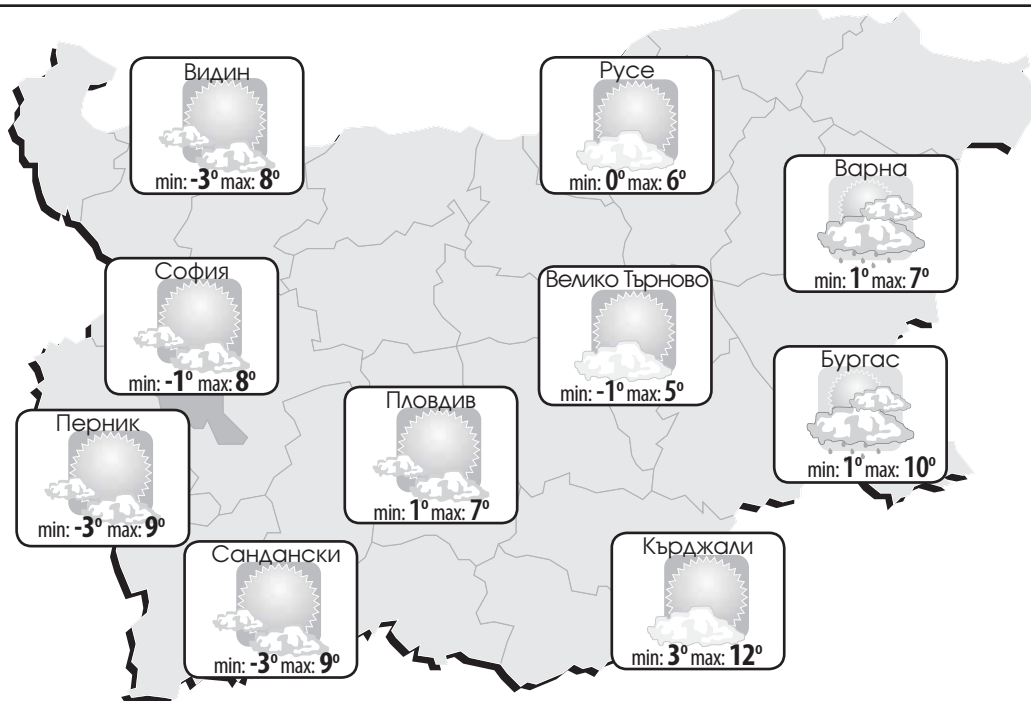 Видин
min: -3° max: 8°
Русе
min: 0° max: 6°
Варна
min: 1° max: 7°
София
min: -1° max: 8°
Велико Търново
min: -1° max: 5°
Бургас
min: 1° max: 10°
Перник
min: -3° max: 9°
Пловдив
min: 1° max: 7°
Сандански
min: -3° max: 9°
Кърджали
min: 3° max: 12°